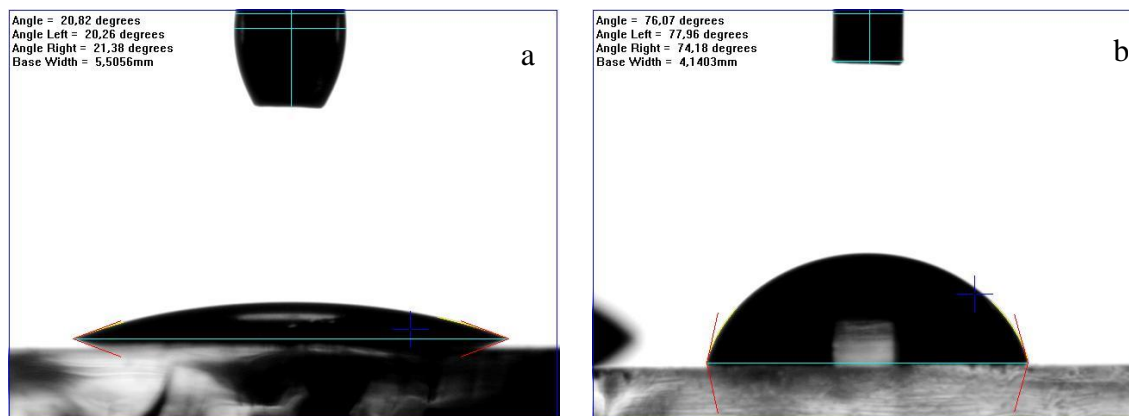 Angle = 20,82 degrees
Angle Left = 20,26 degrees
Angle Right = 21,38 degrees
Base Width = 5,5056mm
a
Angle = 76,07 degrees
Angle Left = 77,96 degrees
Angle Right = 74,18 degrees
Base Width = 4,1403mm
b